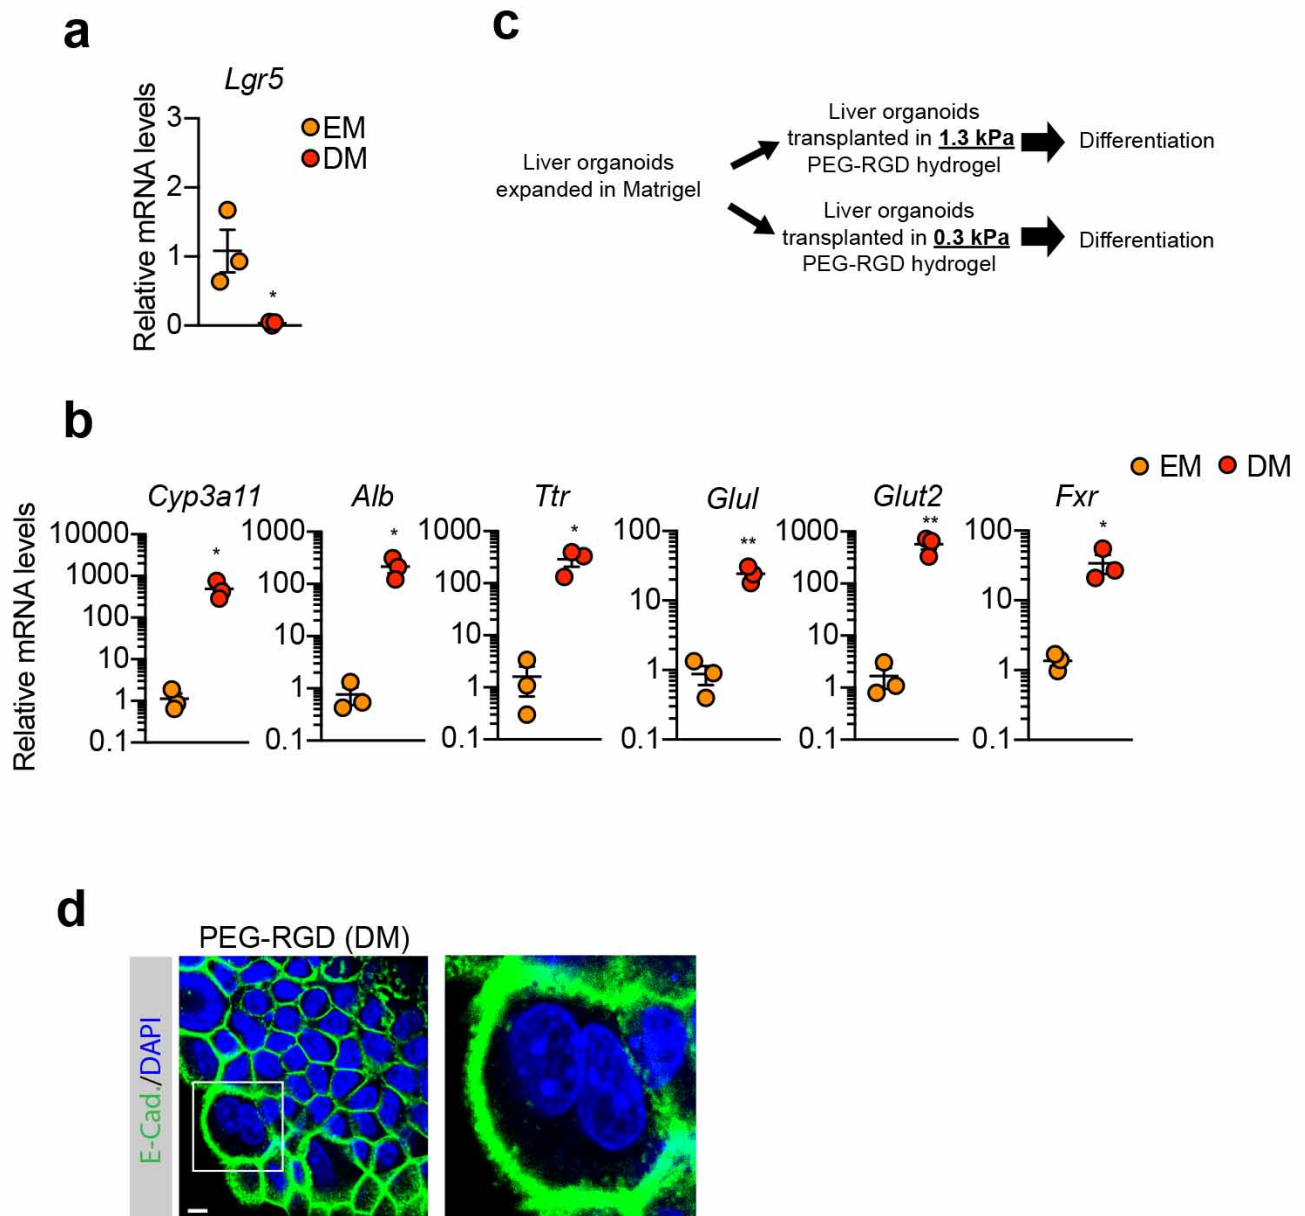 a
Lgr5
Relative mRNA levels
3
2
1
0
*
EM
DM
c
Liver organoids
expanded in Matrigel
Liver organoids
transplanted in 1.3 kPa
PEG-RGD hydrogel
Differentiation
Liver organoids
transplanted in 0.3 kPa
PEG-RGD hydrogel
Differentiation
b
EM DM
Relative mRNA levels
Cyp3a11
10000
1000
100
10
1
0.1
*
Alb
1000
100
10
1
0.1
*
Ttr
1000
100
10
1
0.1
*
Glul
100
10
1
0.1
**
Glut2
1000
100
10
1
0.1
**
Fxr
100
10
1
0.1
*
d
PEG-RGD (DM)
E-Cad./DAPI